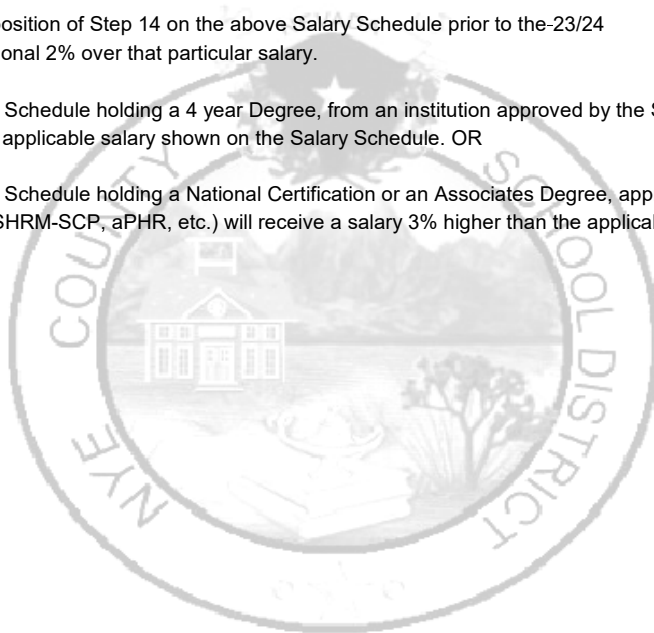 osition of Step 14 on the above Salary Schedule prior to the-23/24
onal 2% over that particular salary.
Schedule holding a 4 year Degree, from an institution approved by the S
applicable salary shown on the Salary Schedule. OR
Schedule holding a National Certification or an Associates Degree, app
SHRM-SCP, aPHR, etc.) will receive a salary 3% higher than the applical
NYE COUNTY SCHOOL DISTRICT